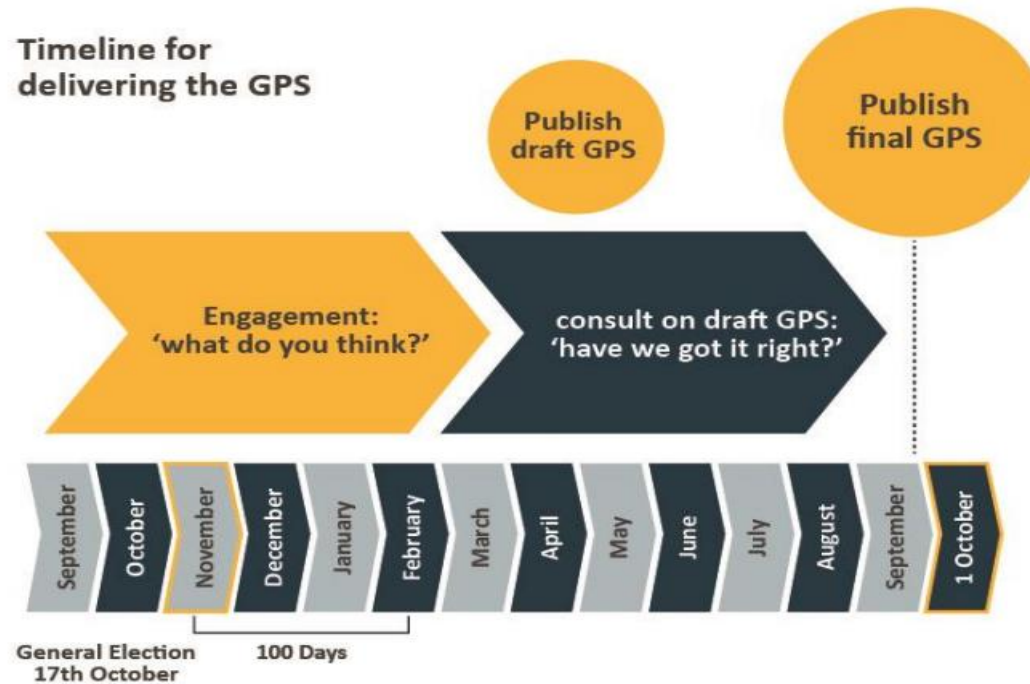 Timeline for
delivering the GPS
Publish
draft GPS
Publish
final GPS
Engagement:
‘what do you think?’
consult on draft GPS:
‘have we got it right?’
September
October
November
December
January
February
March
April
May
June
July
August
September
1 October
General Election
17th October
100 Days